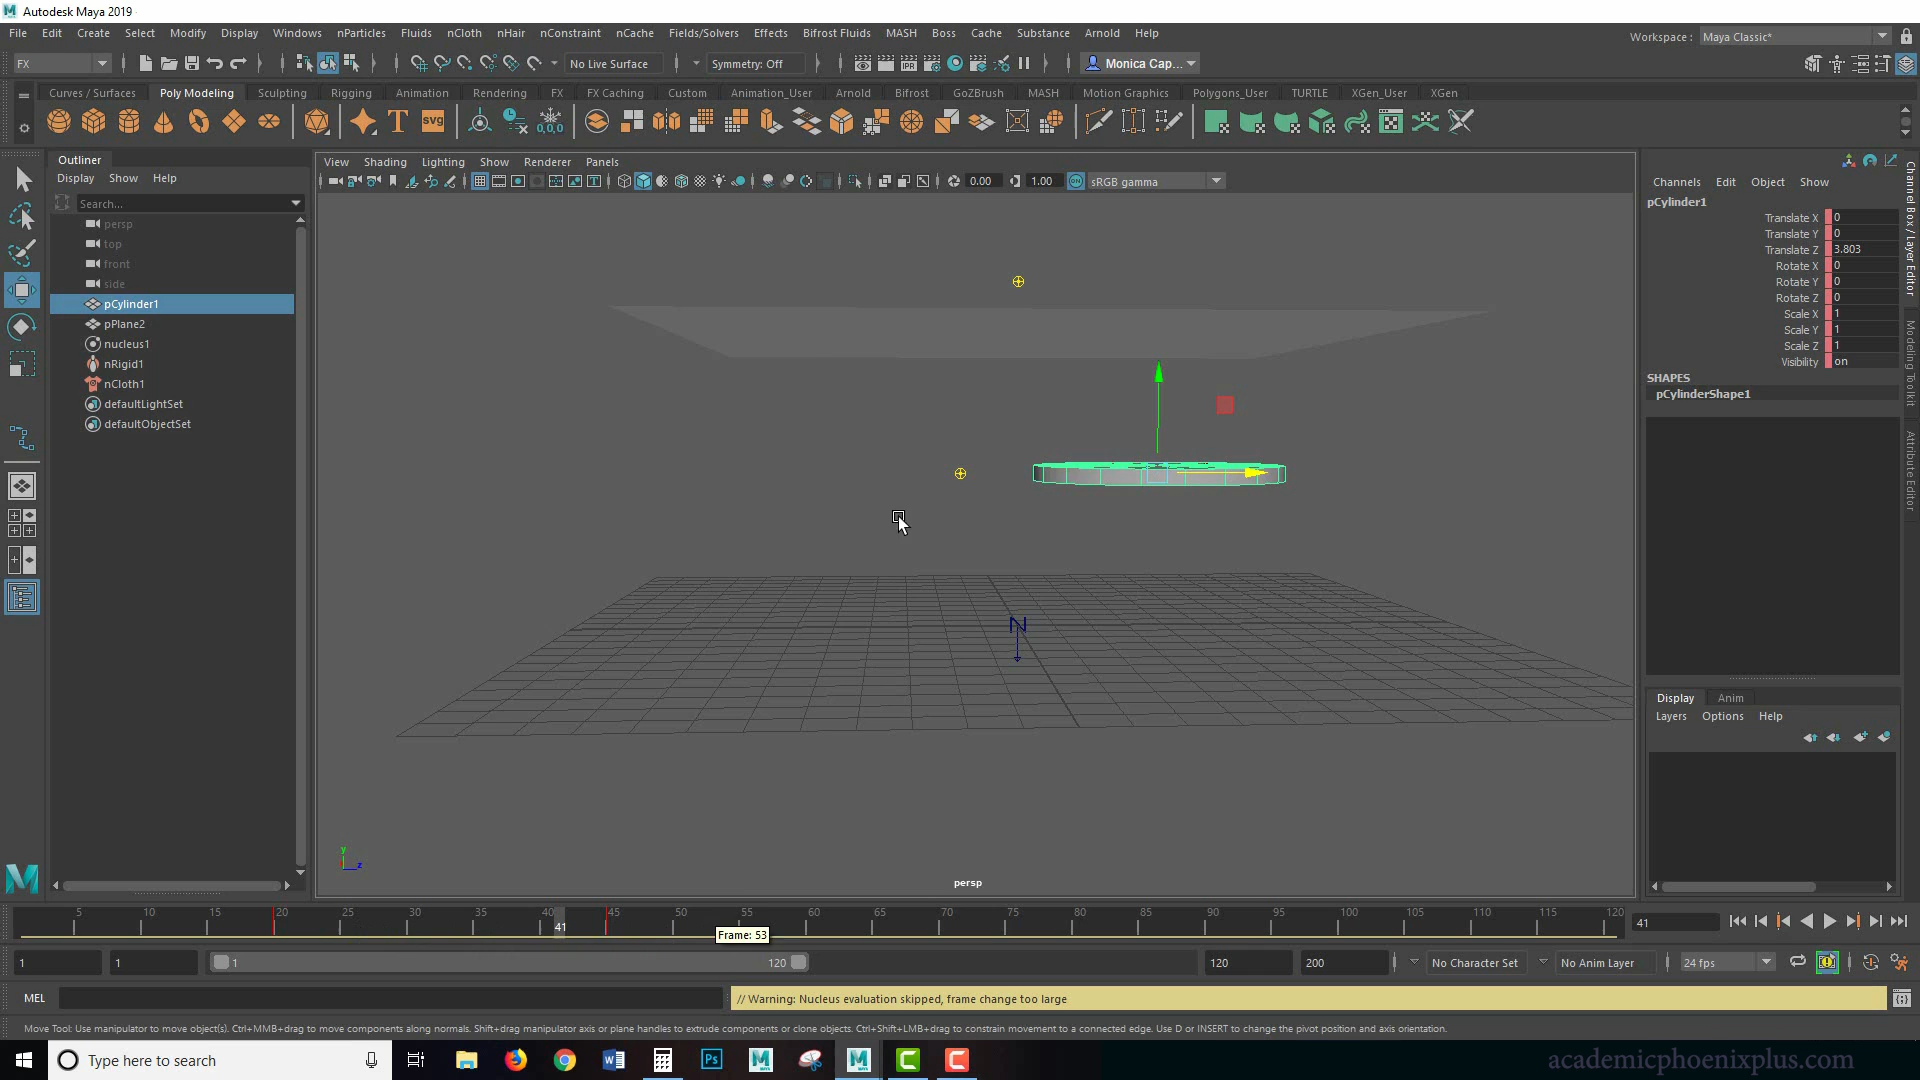 Autodesk Maya 2019
File Edit Create Select Modify Display Windows nParticles Fluids nCloth nHair nConstraint nCache Fields/Solvers Effects Bifrost Fluids MASH Boss Cache Substance Arnold Help
Workspace : Maya Classic*
FX No Live Surface Symmetry: Off Monica Cap...
Curves / Surfaces Poly Modeling Sculpting Rigging Animation Rendering FX FX Caching Custom Animation_User Arnold Bifrost GoZBrush MASH Motion Graphics Polygons_User TURTLE XGen_User XGen
T svg 0,0,0
Outliner
Display Show Help
Search...
persp
top
front
side
pCylinder1
pPlane2
nucleus1
nRigid1
nCloth1
defaultLightSet
defaultObjectSet
View Shading Lighting Show Renderer Panels
0.00 1.00 sRGB gamma
N
y
z
persp
Channels Edit Object Show
pCylinder1
Translate X 0
Translate Y 0
Translate Z 3.803
Rotate X 0
Rotate Y 0
Rotate Z 0
Scale X 1
Scale Y 1
Scale Z 1
Visibility on
SHAPES
pCylinderShape1
Display Anim
Layers Options Help
Channel Box / Layer Editor
Modeling Toolkit
Attribute Editor
5 10 15 20 25 30 35 40 45 50 55 60 65 70 75 80 85 90 95 100 105 110 115 120
41
41
Frame: 53
1 1 1 120 120 200 No Character Set No Anim Layer 24 fps
MEL // Warning: Nucleus evaluation skipped, frame change too large
Move Tool: Use manipulator to move object(s). Ctrl+MMB+drag to move components along normals. Shift+drag manipulator axis or plane handles to extrude components or clone objects. Ctrl+Shift+LMB+drag to constrain movement to a connected edge. Use D or INSERT to change the pivot position and axis orientation.
Type here to search
academicphoenixplus.com